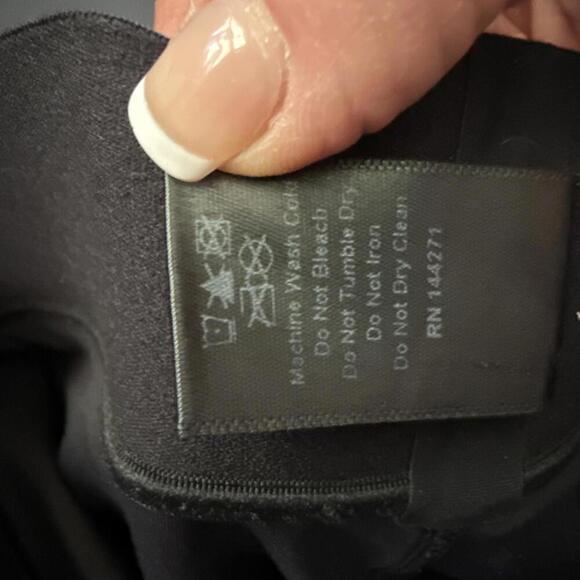 Machine Wash Cold
Do Not Bleach
Do Not Tumble Dry
Do Not Iron
Do Not Dry Clean
RN 144271